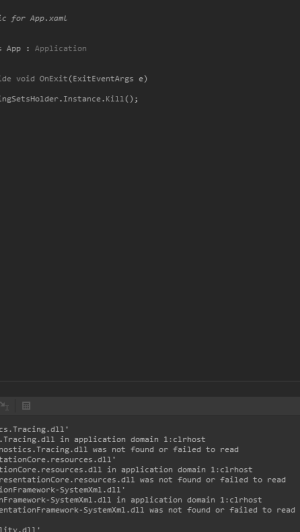 ic for App.xaml
s App : Application
ide void OnExit(ExitEventArgs e)
ingSetsHolder.Instance.Kill();
cs.Tracing.dll'
.Tracing.dll in application domain 1:clrhost
nostics.Tracing.dll was not found or failed to read
tationCore.resources.dll'
tionCore.resources.dll in application domain 1:clrhost
resentationCore.resources.dll was not found or failed to read
ionFramework-SystemXml.dll'
nFramework-SystemXml.dll in application domain 1:clrhost
entationFramework-SystemXml.dll was not found or failed to read
lity.dll'